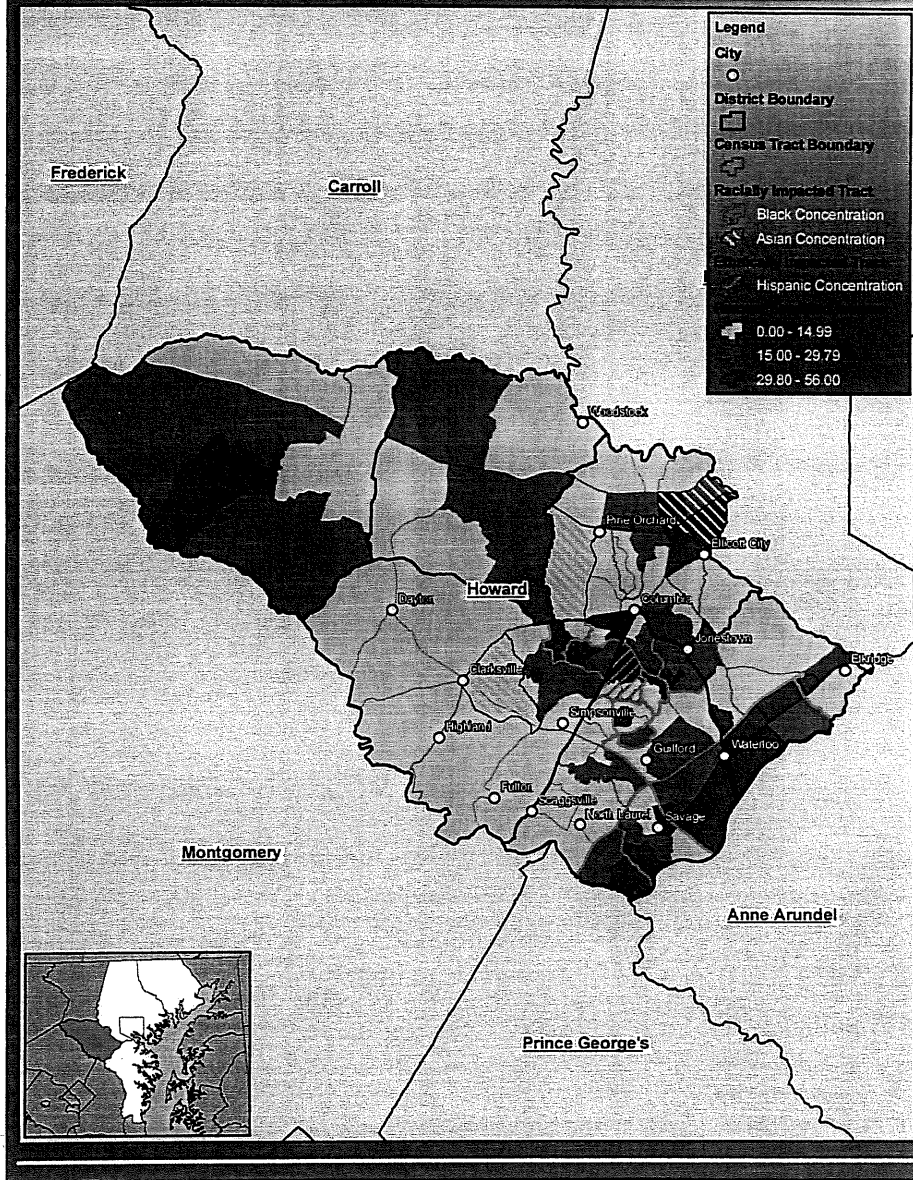 Legend
City
District Boundary
Census Tract Boundary
Racially Impacted Tract
Black Concentration
Asian Concentration
Hispanic Concentration
0.00 - 14.99
15.00 - 29.79
29.80 - 56.00
Frederick
Carroll
Woodstock
Pine Orchard
Ellicott City
Howard
Dayton
Columbia
Jonestown
Elkridge
Clarksville
Simpsonville
Highland
Guilford
Waterloo
Fulton
Scaggsville
North Laurel
Savage
Montgomery
Anne Arundel
Prince George's